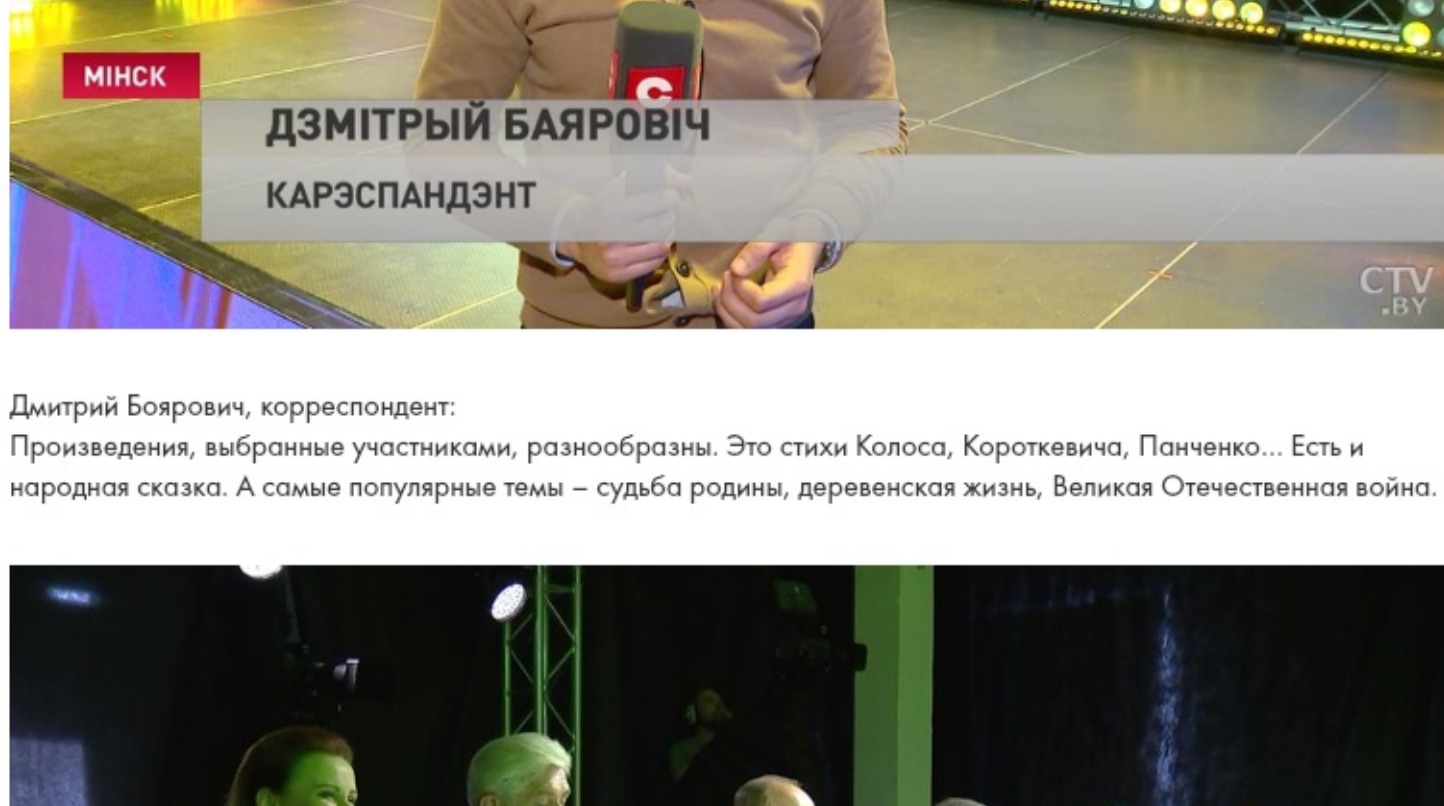 МІНСК
С
ДЗМІТРЫЙ БАЯРОВІЧ
КАРЭСПАНДЭНТ
CTV
.BY
Дмитрий Боярович, корреспондент:
Произведения, выбранные участниками, разнообразны. Это стихи Колоса, Короткевича, Панченко... Есть и
народная сказка. А самые популярные темы – судьба родины, деревенская жизнь, Великая Отечественная война.